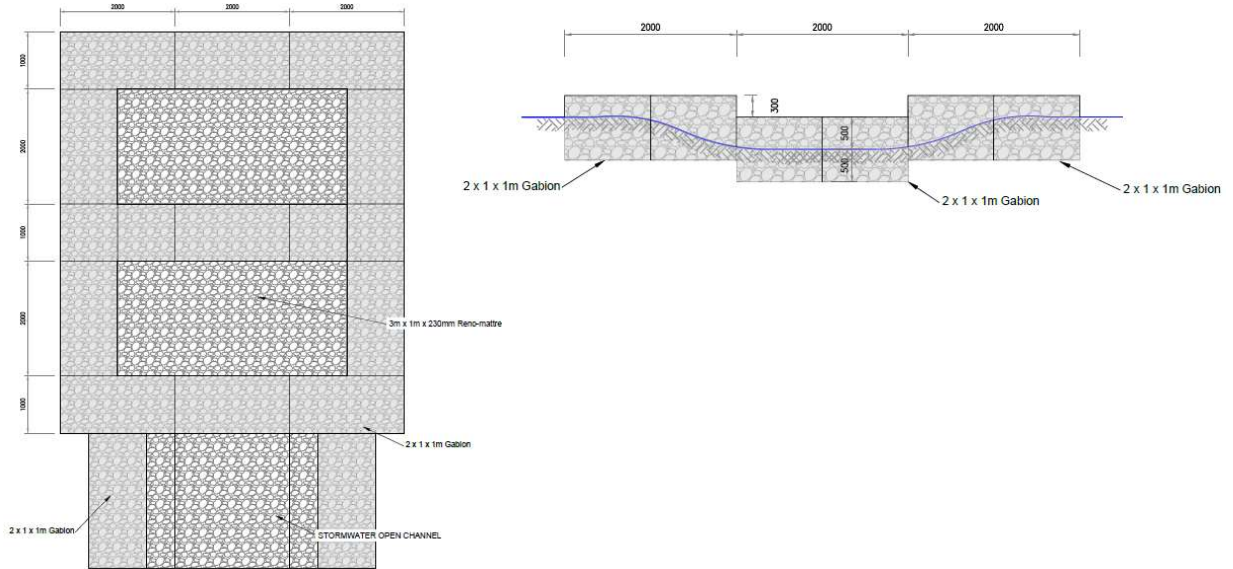 2000 2000 2000
1000
2000
1000
2000
1000
3m x 1m x 230mm Reno-mattre
2 x 1 x 1m Gabion
2 x 1 x 1m Gabion
STORMWATER OPEN CHANNEL
2000 2000 2000
300
500
500
2 x 1 x 1m Gabion
2 x 1 x 1m Gabion
2 x 1 x 1m Gabion